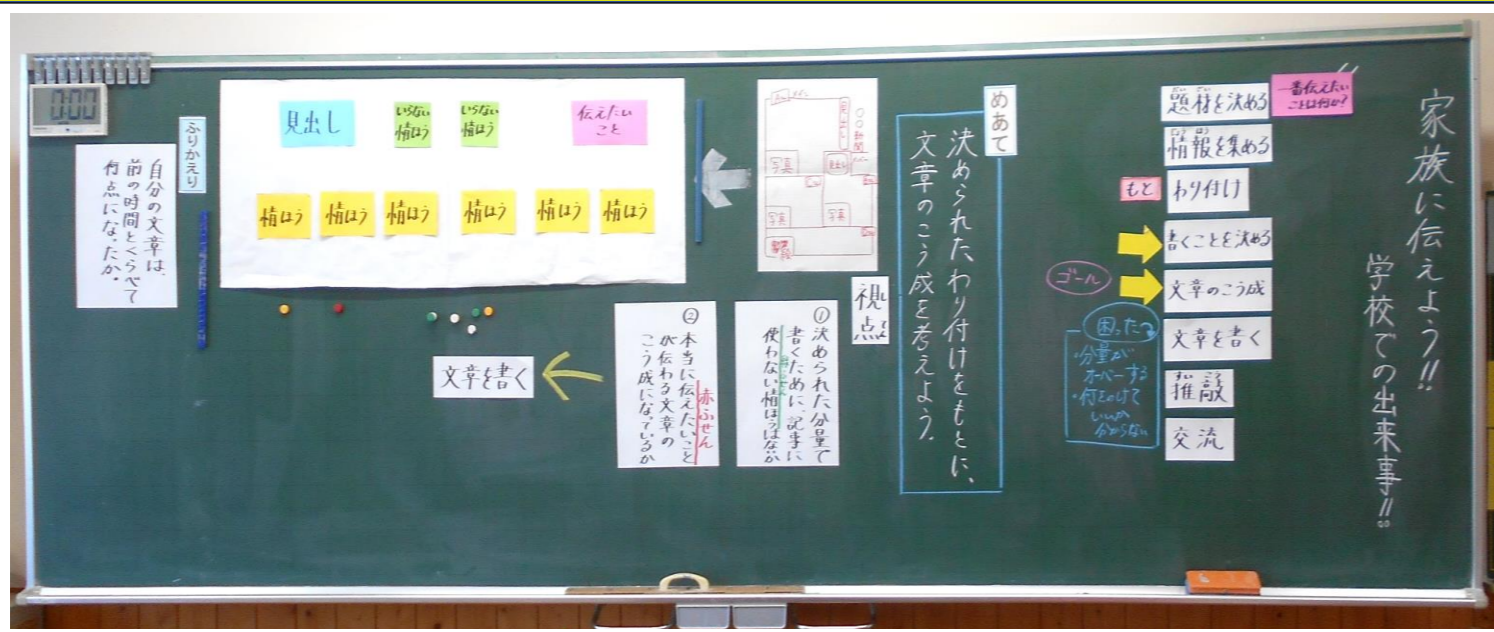 家族に伝えよう!!
学校での出来事!!
一番伝えたい
ことは何か?
題材を決める
情報を集める
もと
わり付け
書くことを決める
ゴール
文章のこう成
文章を書く
推敲
交流
困った
・分量が
オーバーする
・何をのけて
いいか
分からない
めあて
決められたわり付けをもとに、
文章のこう成を考えよう。
視点
①決められた分量で
書くために、記事に
使わない情ほうはないか
②本当に伝えたいこと
赤ふせん
が伝わる文章の
こう成になっているか
文章を書く
〇〇新聞
見出し
写真
見出し
写真
写真
伝えたい
こと
いらない
情ほう
いらない
情ほう
見出し
情ほう
情ほう
情ほう
情ほう
情ほう
情ほう
ふりかえり
自分の文章は、
前の時間とくらべて
何点になったか。
0:00